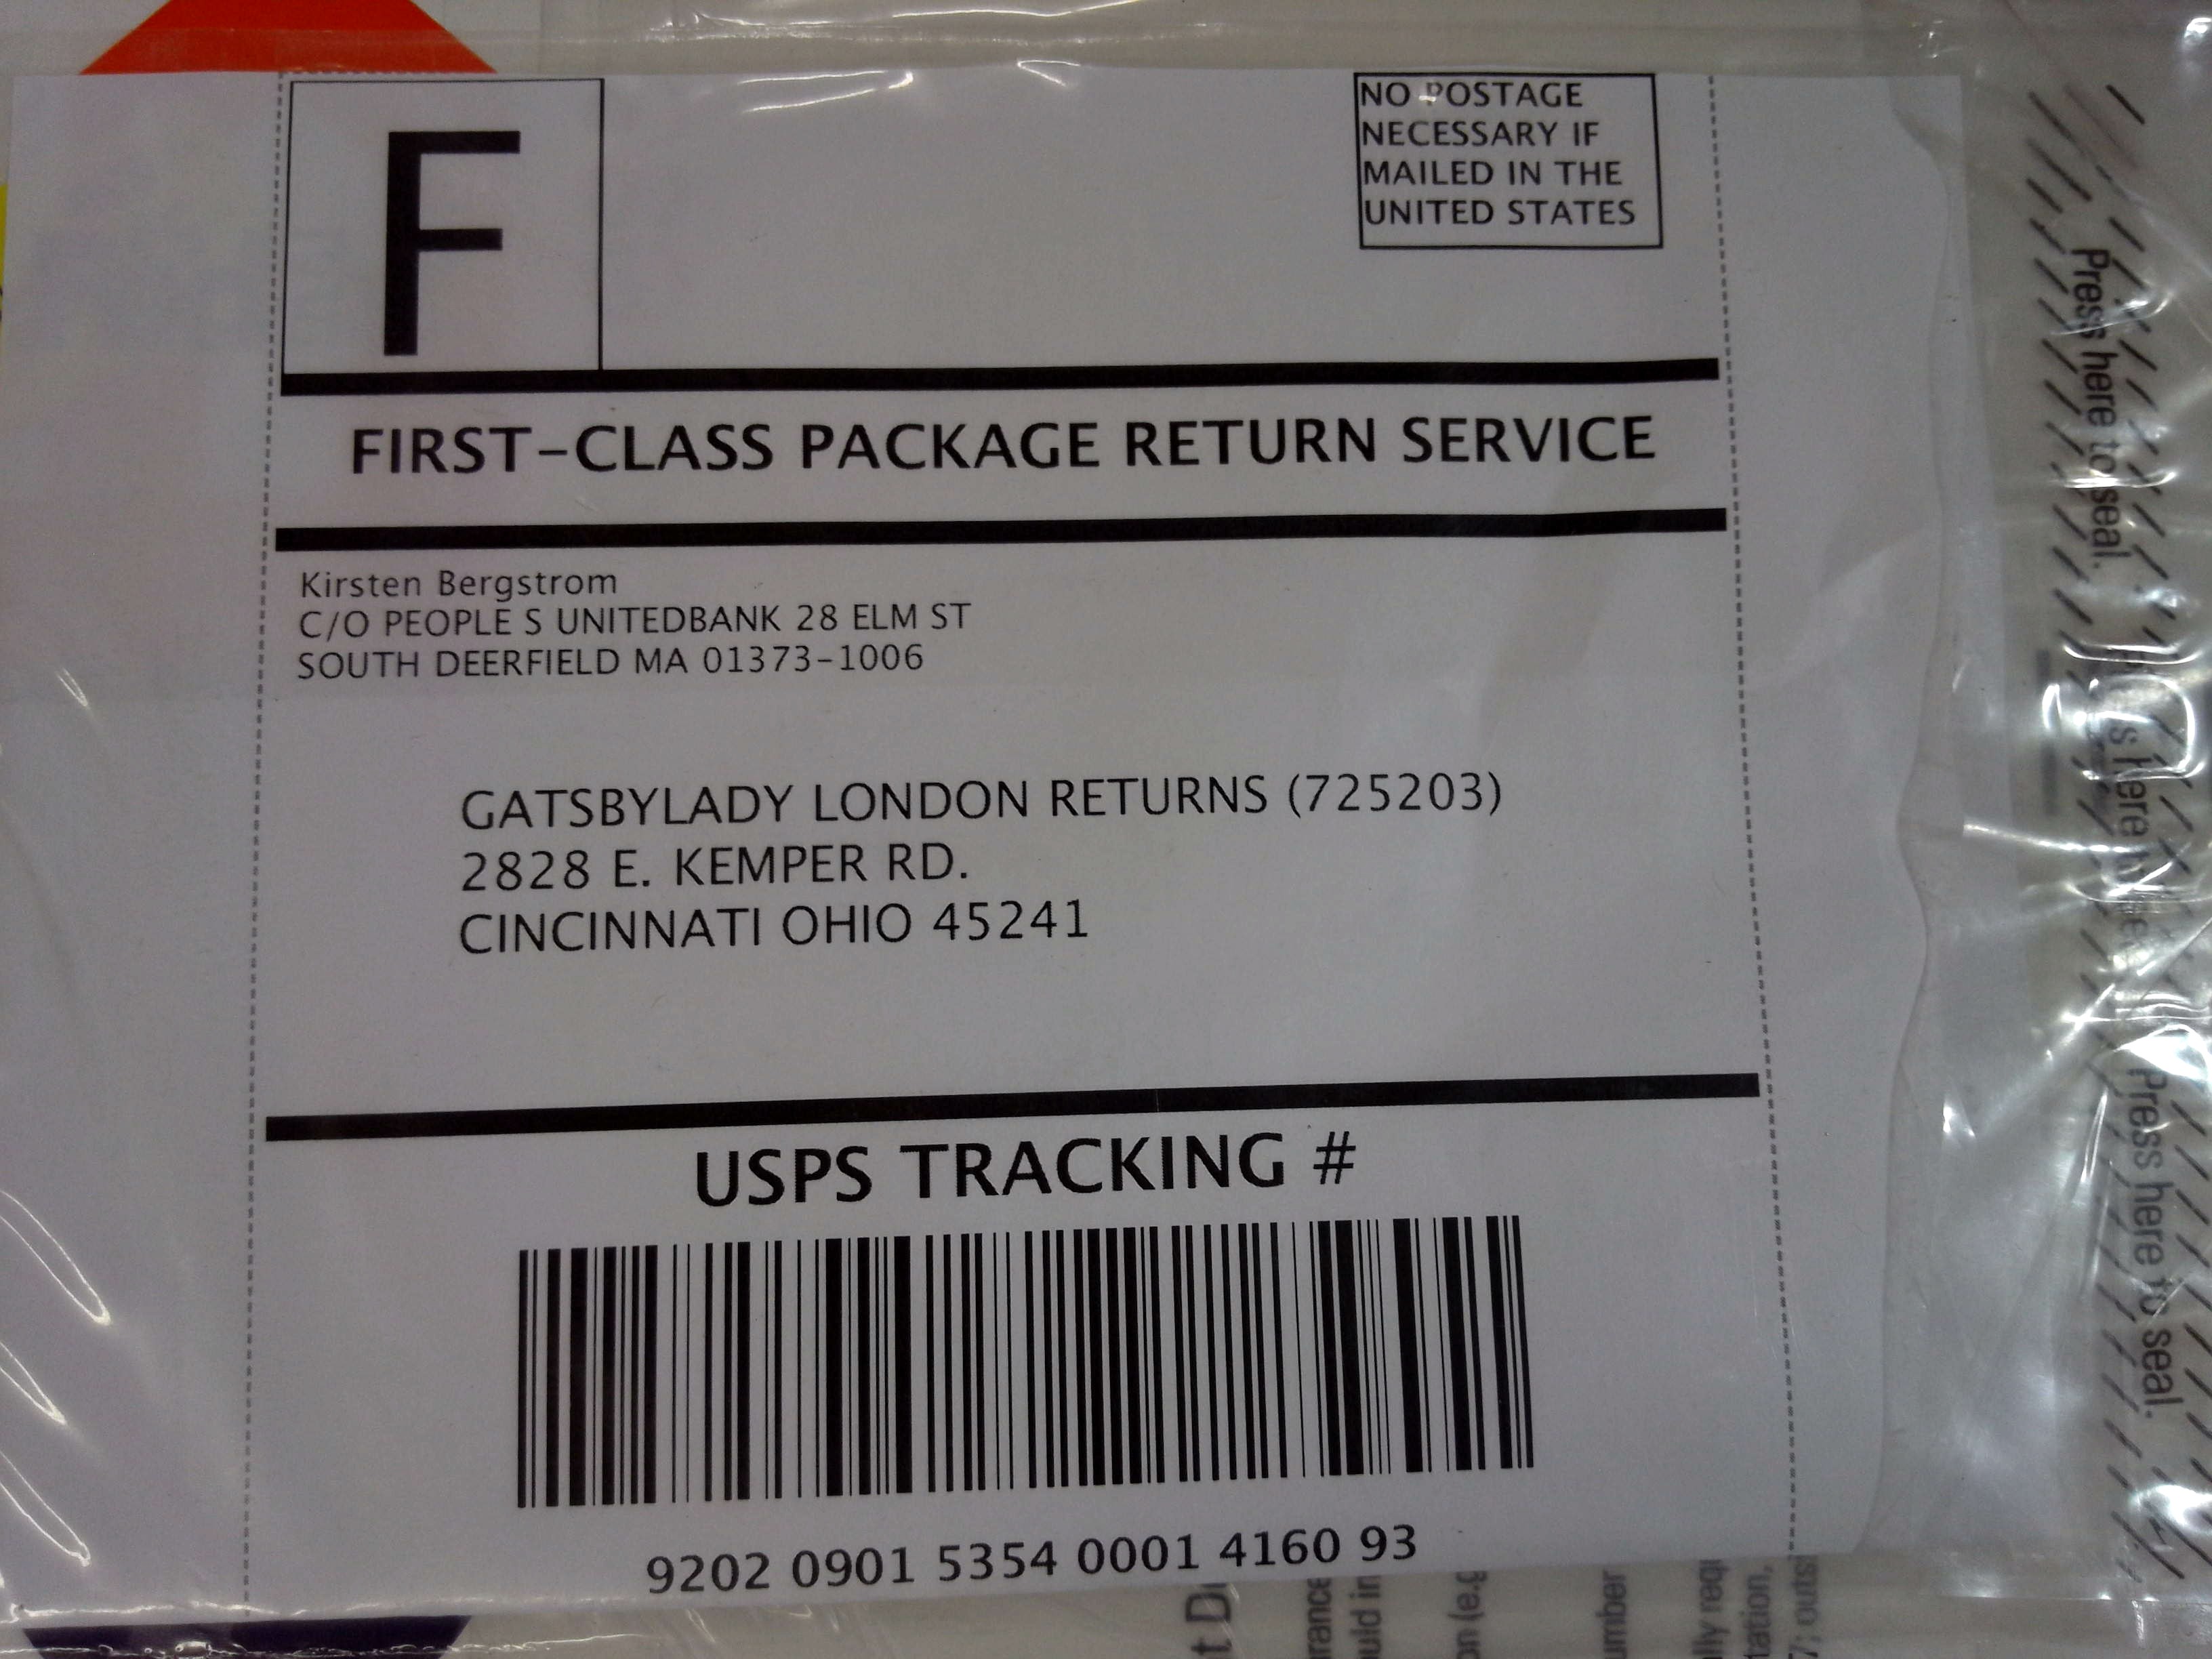 F
NO POSTAGE
NECESSARY IF
MAILED IN THE
UNITED STATES
FIRST-CLASS PACKAGE RETURN SERVICE
Kirsten Bergstrom
C/O PEOPLE S UNITEDBANK 28 ELM ST
SOUTH DEERFIELD MA 01373-1006
GATSBYLADY LONDON RETURNS (725203)
2828 E. KEMPER RD.
CINCINNATI OHIO 45241
USPS TRACKING #
9202 0901 5354 0001 4160 93
Press here to seal.
Press here to seal.